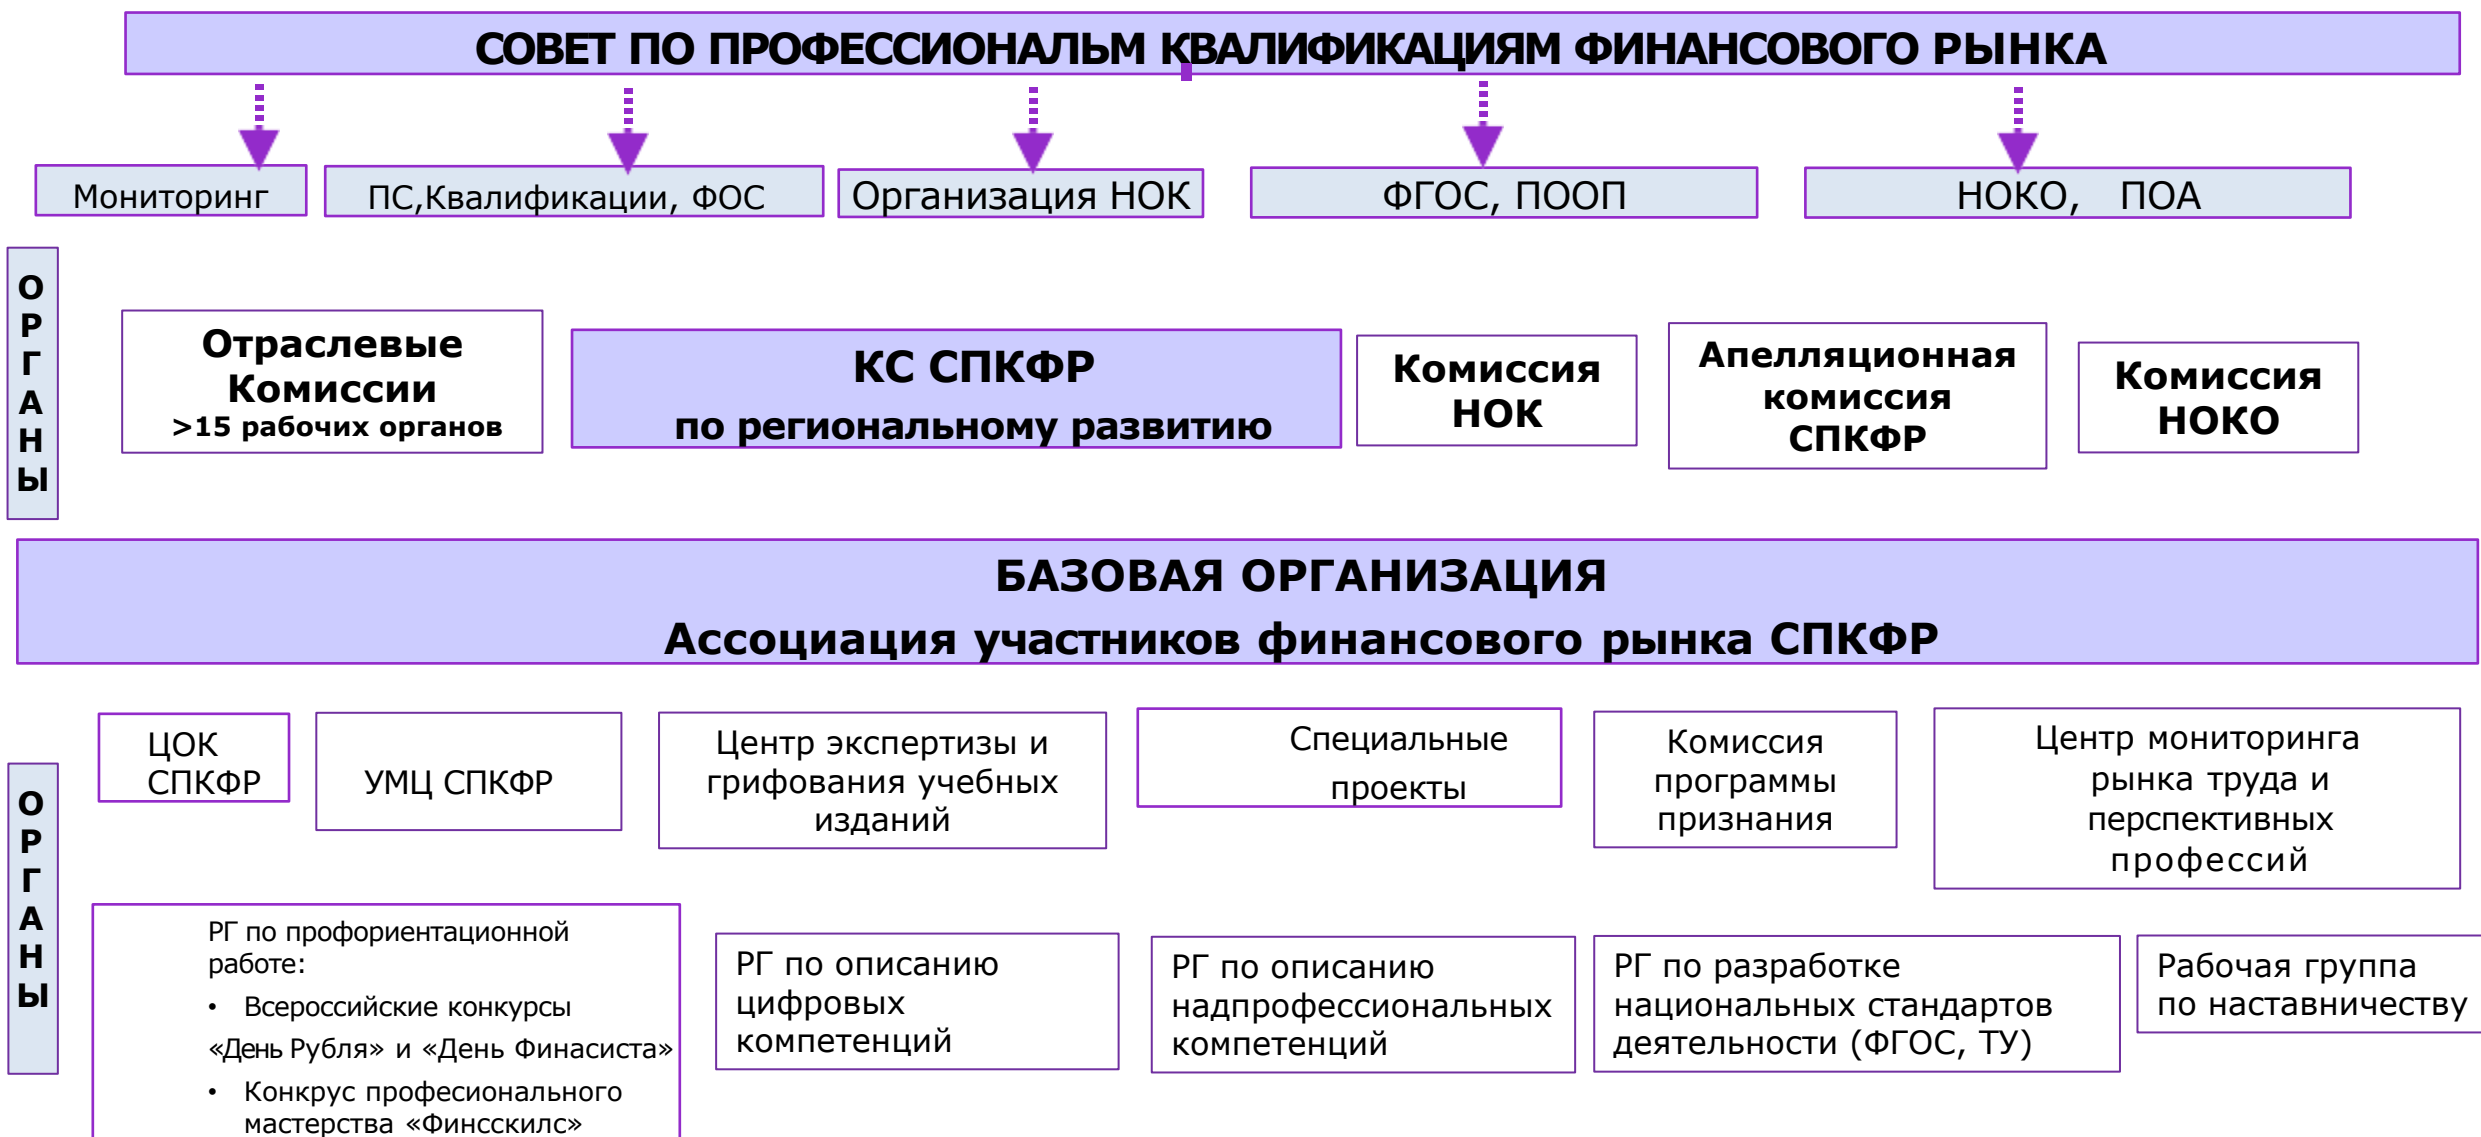 СОВЕТ ПО ПРОФЕССИОНАЛЬМ КВАЛИФИКАЦИЯМ ФИНАНСОВОГО РЫНКА
Мониторинг
ПС,Квалификации, ФОС
Организация НОК
ФГОС, ПООП
НОКО, ПОА
О
Р
Г
А
Н
Ы
Отраслевые
Комиссии
>15 рабочих органов
КС СПКФР
по региональному развитию
Комиссия
НОК
Апелляционная
комиссия
СПКФР
Комиссия
НОКО
БАЗОВАЯ ОРГАНИЗАЦИЯ
Ассоциация участников финансового рынка СПКФР
О
Р
Г
А
Н
Ы
ЦОК
СПКФР
УМЦ СПКФР
Центр экспертизы и
грифования учебных
изданий
Специальные
проекты
Комиссия
программы
признания
Центр мониторинга
рынка труда и
перспективных
профессий
РГ по профориентационной
работе:
• Всероссийские конкурсы
«День Рубля» и «День Финасиста»
• Конкрус професионального
мастерства «Финсскилс»
РГ по описанию
цифровых
компетенций
РГ по описанию
надпрофессиональных
компетенций
РГ по разработке
национальных стандартов
деятельности (ФГОС, ТУ)
Рабочая группа
по наставничеству